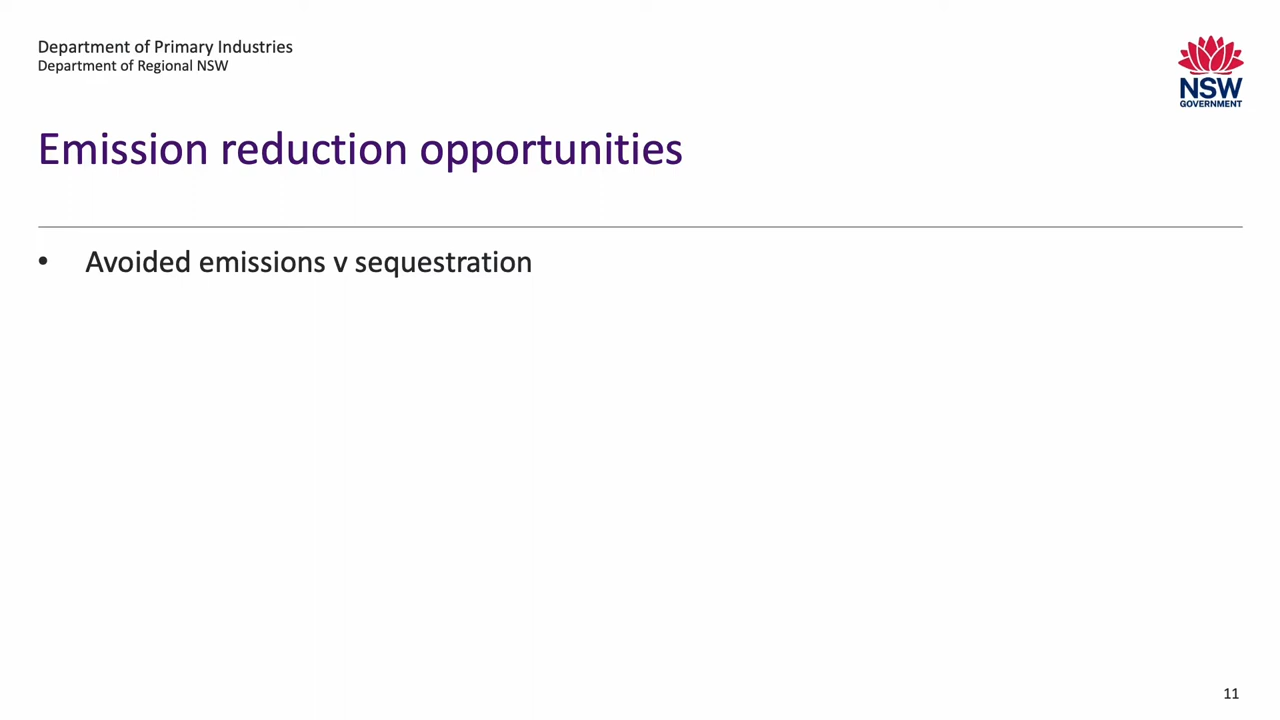 Department of Primary Industries
Department of Regional NSW
NSW
GOVERNMENT
Emission reduction opportunities
• Avoided emissions v sequestration
11